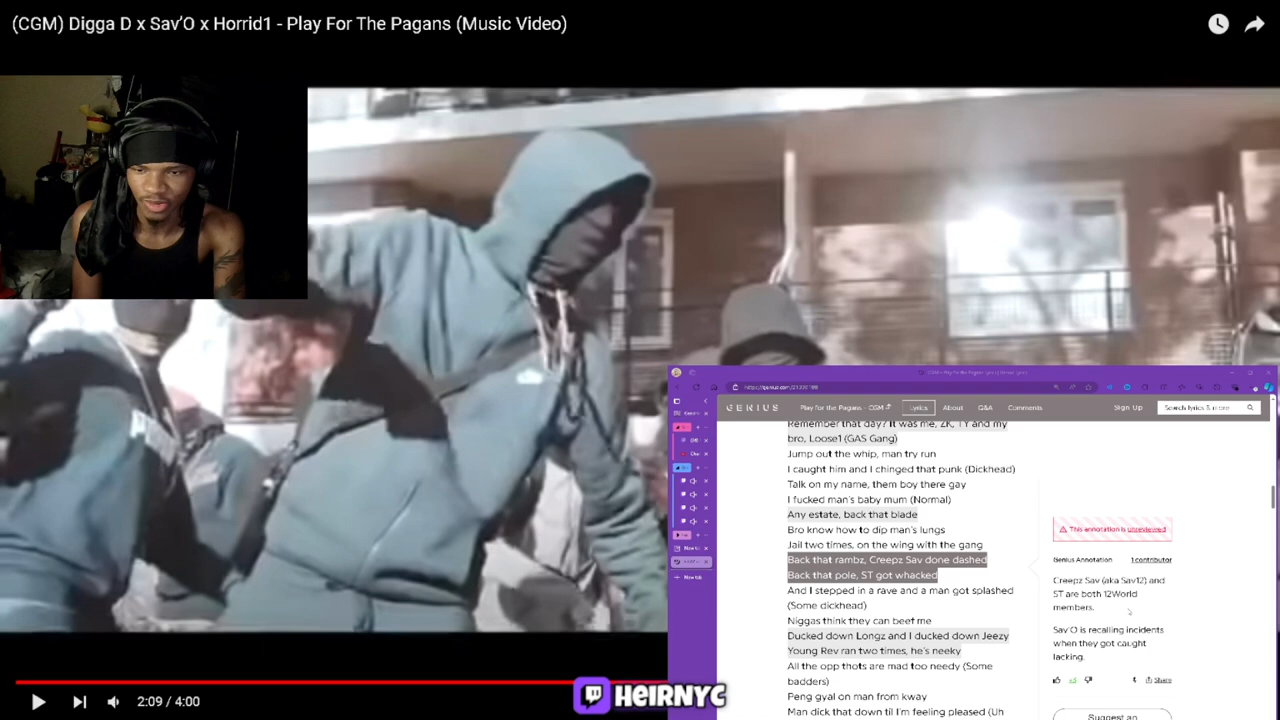 (CGM) Digga D x Sav'O x Horrid1 - Play For The Pagans (Music Video)
GENIUS
Play for the Pagans - CGM
Lyrics
About
Q&A
Comments
Sign Up
Search lyrics & more
Remember that day? It was me, ZK, TY and my
bro, Loose1 (GAS Gang)
Jump out the whip, man try run
I caught him and I chinged that punk (Dickhead)
Talk on my name, them boy there gay
I fucked man's baby mum (Normal)
Any estate, back that blade
Bro know how to dip man's lungs
Jail two times, on the wing with the gang
Back that rambz, Creepz Sav done dashed
Back that pole, ST got whacked
And I stepped in a rave and a man got splashed
(Some dickhead)
Niggas think they can beef me
Ducked down Longz and I ducked down Jeezy
Young Rev ran two times, he's neeky
All the opp thots are mad too needy (Some
badders)
Peng gyal on man from kway
Man dick that down til I'm feeling pleased (Uh
This annotation is unreviewed
Genius Annotation
1 contributor
Creepz Sav (aka Sav12) and
ST are both 12World
members.
Sav'O is recalling incidents
when they got caught
lacking.
Share
Suggest an
New tab
2:09 / 4:00
HEIRNYC